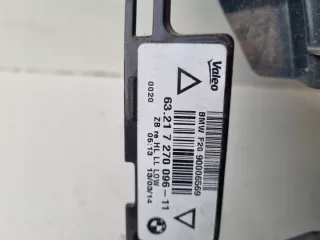 Valeo
BMW F20 90006569
0020
63.21 7 270 096-11
ZB re HL LL LOW
05:13
13/03/14